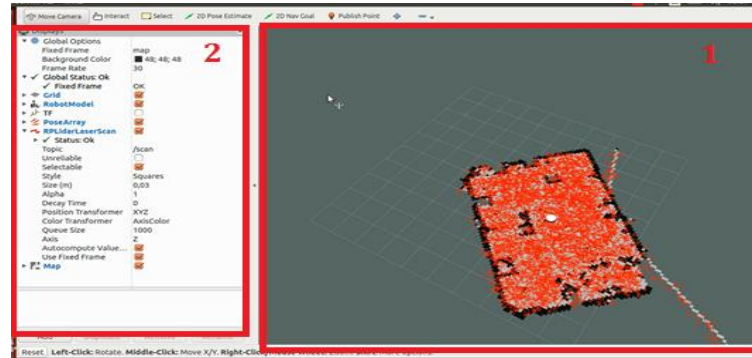 Move Camera Interact Select 2D Pose Estimate 2D Nav Goal Publish Point
Displays
2
1
Global Options
Fixed Frame map
Background Color 48; 48; 48
Frame Rate 30
Global Status: Ok
Fixed Frame OK
Grid
RobotModel
TF
PoseArray
RPLidarLaserScan
Status: Ok
Topic /scan
Unreliable
Selectable
Style Squares
Size (m) 0,03
Alpha 1
Decay Time 0
Position Transformer XYZ
Color Transformer AxisColor
Queue Size 1000
Axis Z
Autocompute Value...
Use Fixed Frame
Map
Reset Left-Click: Rotate. Middle-Click: Move X/Y. Right-Click